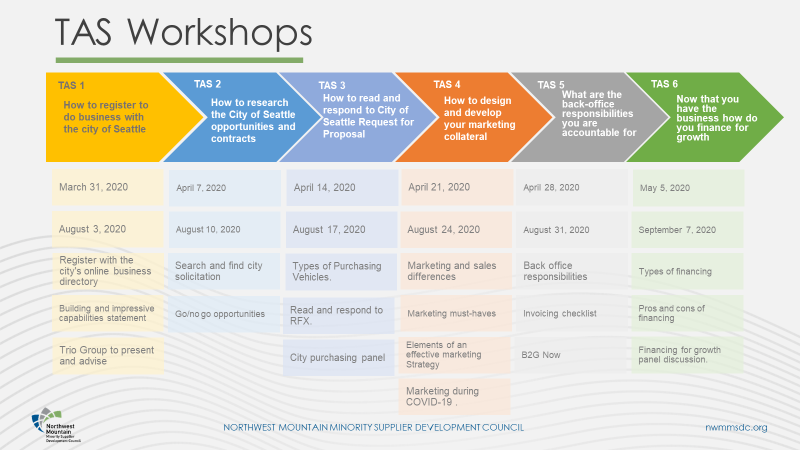 TAS Workshops
TAS 1
How to register to
do business with
the city of Seattle
TAS 2
How to research
the City of Seattle
opportunities and
contracts
TAS 3
How to read and
respond to City of
Seattle Request for
Proposal
TAS 4
How to design
and develop
your marketing
collateral
TAS 5
What are the
back-office
responsibilities
you are
accountable for
TAS 6
Now that you
have the
business how do
you finance for
growth
March 31, 2020
April 7, 2020
April 14, 2020
April 21, 2020
April 28, 2020
May 5, 2020
August 3, 2020
August 10, 2020
August 17, 2020
August 24, 2020
August 31, 2020
September 7, 2020
Register with the
city's online business
directory
Search and find city
solicitation
Types of Purchasing
Vehicles.
Marketing and sales
differences
Back office
responsibilities
Types of financing
Building and impressive
capabilities statement
Go/no go opportunities
Read and respond to
RFX.
Marketing must-haves
Invoicing checklist
Pros and cons of
financing
Trio Group to present
and advise
City purchasing panel
Elements of an
effective marketing
Strategy
B2G Now
Financing for growth
panel discussion.
Marketing during
COVID-19 .
Northwest
Mountain
Minority Supplier
Development Council
NORTHWEST MOUNTAIN MINORITY SUPPLIER DEVELOPMENT COUNCIL
nwmmsdc.org